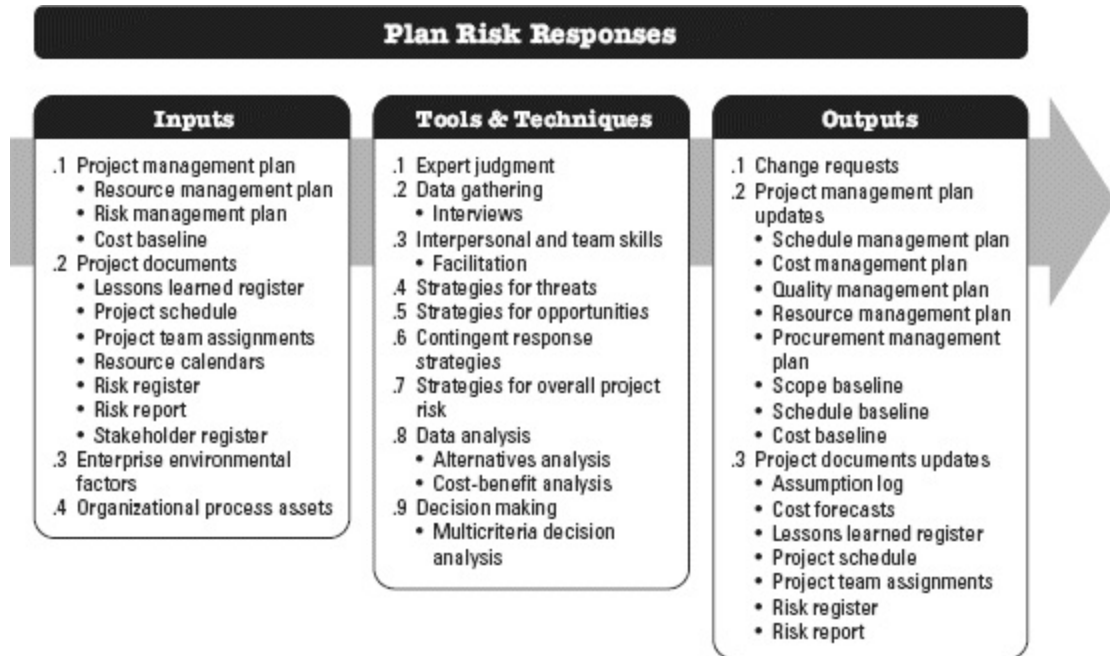 Plan Risk Responses
Inputs
.1 Project management plan
• Resource management plan
• Risk management plan
• Cost baseline
.2 Project documents
• Lessons learned register
• Project schedule
• Project team assignments
• Resource calendars
• Risk register
• Risk report
• Stakeholder register
.3 Enterprise environmental
factors
.4 Organizational process assets
Tools & Techniques
.1 Expert judgment
.2 Data gathering
• Interviews
.3 Interpersonal and team skills
• Facilitation
.4 Strategies for threats
.5 Strategies for opportunities
.6 Contingent response
strategies
.7 Strategies for overall project
risk
.8 Data analysis
• Alternatives analysis
• Cost-benefit analysis
.9 Decision making
• Multicriteria decision
analysis
Outputs
.1 Change requests
.2 Project management plan
updates
• Schedule management plan
• Cost management plan
• Quality management plan
• Resource management plan
• Procurement management
plan
• Scope baseline
• Schedule baseline
• Cost baseline
.3 Project documents updates
• Assumption log
• Cost forecasts
• Lessons learned register
• Project schedule
• Project team assignments
• Risk register
• Risk report